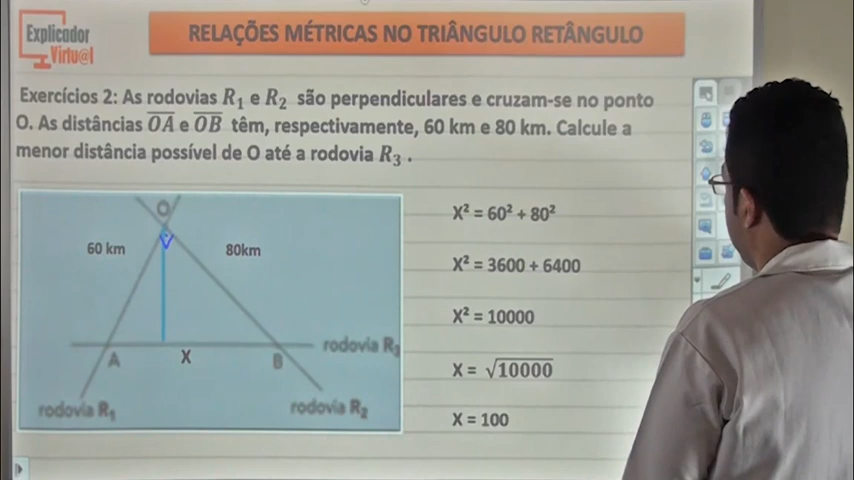 Explicador
Virtu@l
RELAÇÕES MÉTRICAS NO TRIÂNGULO RETÂNGULO
Exercícios 2: As rodovias R₁ e R₂ são perpendiculares e cruzam-se no ponto
O. As distâncias O̅A̅ e O̅B̅ têm, respectivamente, 60 km e 80 km. Calcule a
menor distância possível de O até a rodovia R₃ .
O
60 km
80km
rodovia R₃
A
X
B
rodovia R₁
rodovia R₂
X² = 60² + 80²
X² = 3600 + 6400
X² = 10000
X = √10000
X = 100